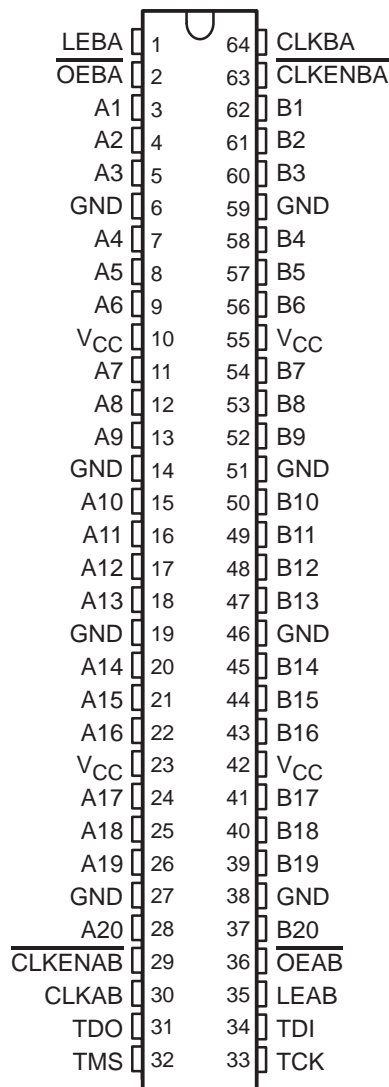 LEBA 1 64 CLKBA
OEBA 2 63 CLKENBA
A1 3 62 B1
A2 4 61 B2
A3 5 60 B3
GND 6 59 GND
A4 7 58 B4
A5 8 57 B5
A6 9 56 B6
VCC 10 55 VCC
A7 11 54 B7
A8 12 53 B8
A9 13 52 B9
GND 14 51 GND
A10 15 50 B10
A11 16 49 B11
A12 17 48 B12
A13 18 47 B13
GND 19 46 GND
A14 20 45 B14
A15 21 44 B15
A16 22 43 B16
VCC 23 42 VCC
A17 24 41 B17
A18 25 40 B18
A19 26 39 B19
GND 27 38 GND
A20 28 37 B20
CLKENAB 29 36 OEAB
CLKAB 30 35 LEAB
TDO 31 34 TDI
TMS 32 33 TCK